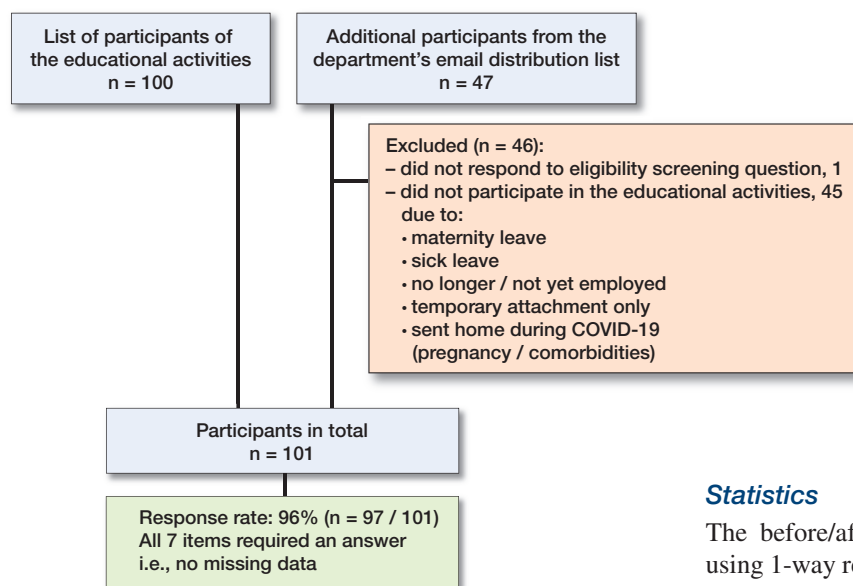 List of participants of
the educational activities
n = 100
Additional participants from the
department's email distribution list
n = 47
Excluded (n = 46):
– did not respond to eligibility screening question, 1
– did not participate in the educational activities, 45
due to:
· maternity leave
· sick leave
· no longer / not yet employed
· temporary attachment only
· sent home during COVID-19
(pregnancy / comorbidities)
Participants in total
n = 101
Response rate: 96% (n = 97 / 101)
All 7 items required an answer
i.e., no missing data
Statistics
The before/af
using 1-way re